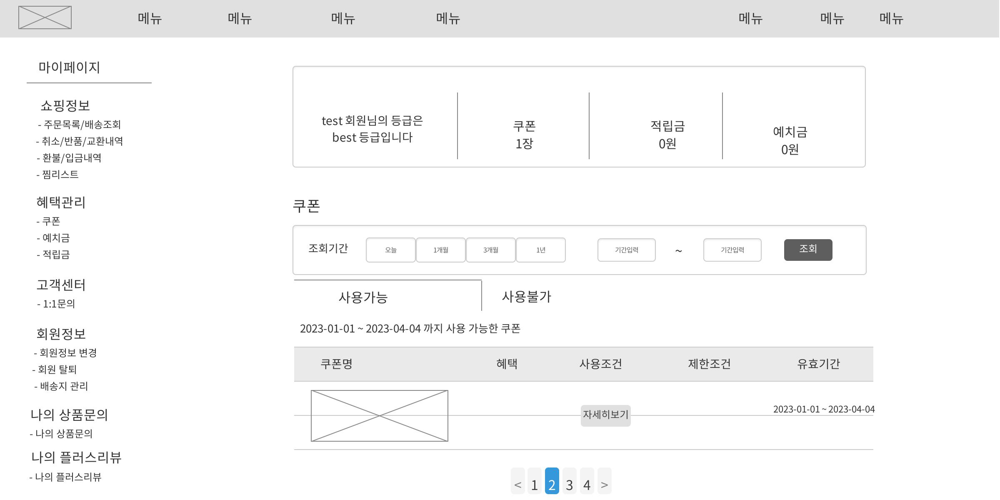 메뉴 메뉴 메뉴 메뉴 메뉴 메뉴 메뉴
마이페이지
쇼핑정보
- 주문목록/배송조회
- 취소/반품/교환내역
- 환불/입금내역
- 찜리스트
혜택관리
- 쿠폰
- 예치금
- 적립금
고객센터
- 1:1문의
회원정보
- 회원정보 변경
- 회원 탈퇴
- 배송지 관리
나의 상품문의
- 나의 상품문의
나의 플러스리뷰
- 나의 플러스리뷰
test 회원님의 등급은
best 등급입니다
쿠폰
1장
적립금
0원
예치금
0원
쿠폰
조회기간 오늘 1개월 3개월 1년 기간입력 ~ 기간입력 조회
사용가능 사용불가
2023-01-01 ~ 2023-04-04 까지 사용 가능한 쿠폰
쿠폰명 혜택 사용조건 제한조건 유효기간
자세히보기 2023-01-01 ~ 2023-04-04
< 1 2 3 4 >